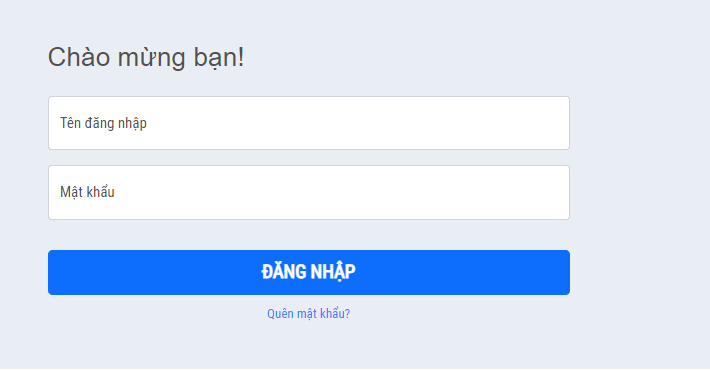 Chào mừng bạn!
Tên đăng nhập
Mật khẩu
ĐĂNG NHẬP
Quên mật khẩu?